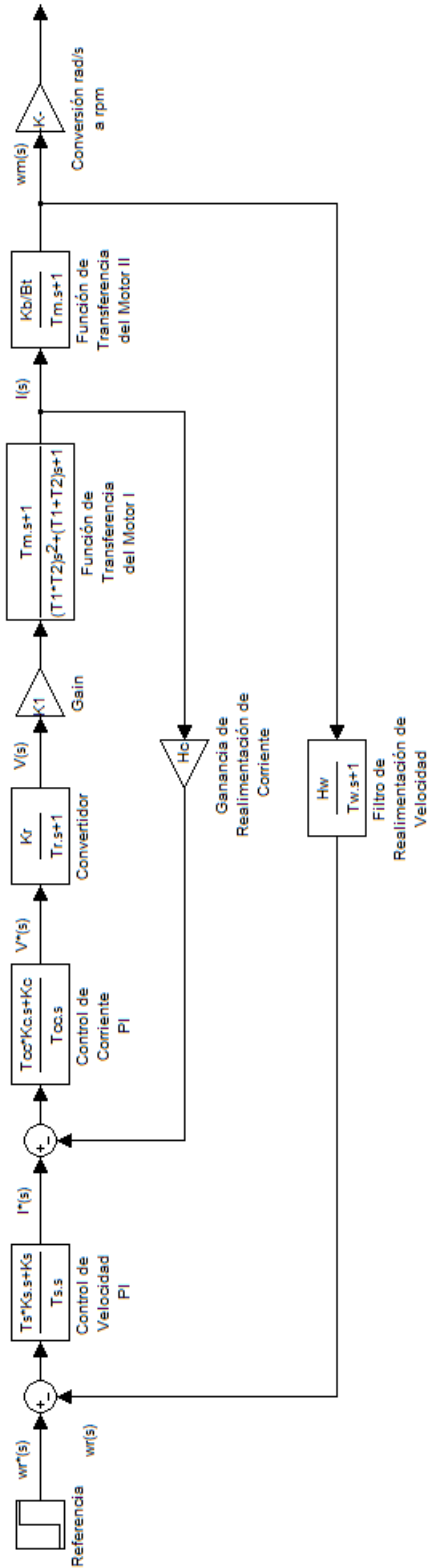 Referencia
wr*(s)
wr(s)
+
-
Ts*Ks.s+Ks
Ts.s
Control de
Velocidad
PI
I*(s)
+
-
Tcc*Kc.s+Kc
Tcc.s
Control de
Corriente
PI
V*(s)
Kr
Tr.s+1
Convertidor
V(s)
K1
Gain
Tm.s+1
(T1*T2)s²+(T1+T2)s+1
Función de
Transferencia
del Motor I
I(s)
Kb/Bt
Tm.s+1
Función de
Transferencia
del Motor II
wm(s)
-K-
Conversión rad/s
a rpm
Hc
Ganancia de
Realimentación de
Corriente
Hw
Tw.s+1
Filtro de
Realimentación de
Velocidad